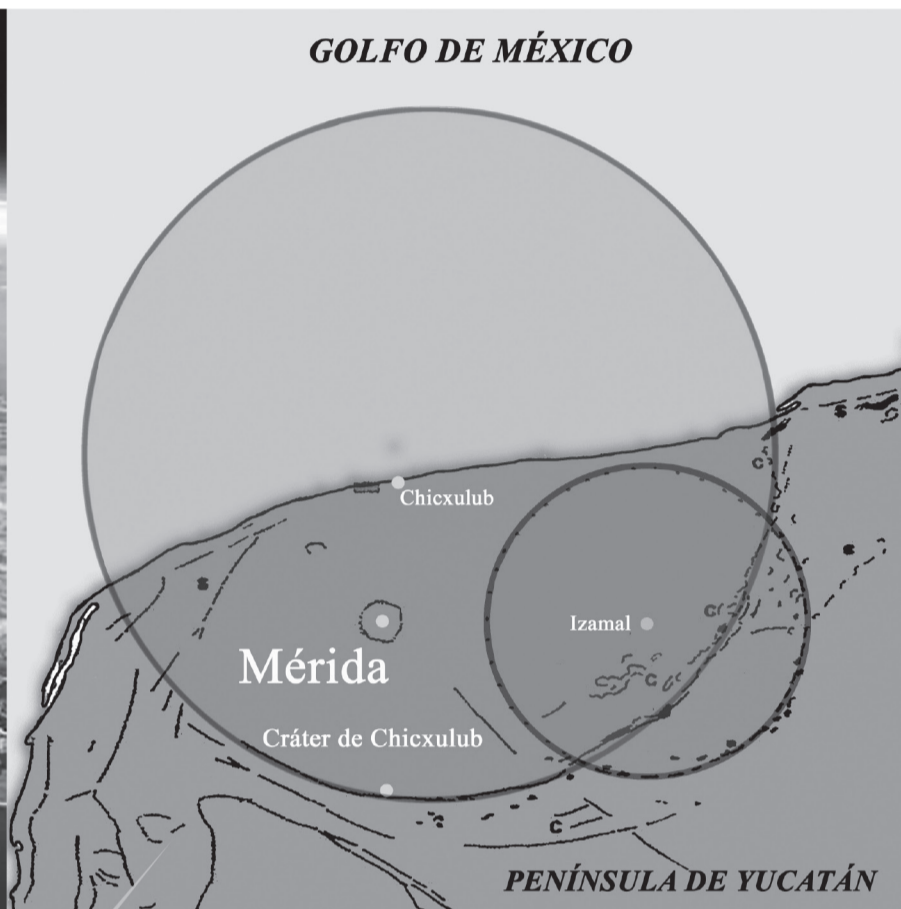 GOLFO DE MÉXICO
S
C
Chicxulub
S
C
Izamal
Mérida
C
Cráter de Chicxulub
C
PENÍNSULA DE YUCATÁN